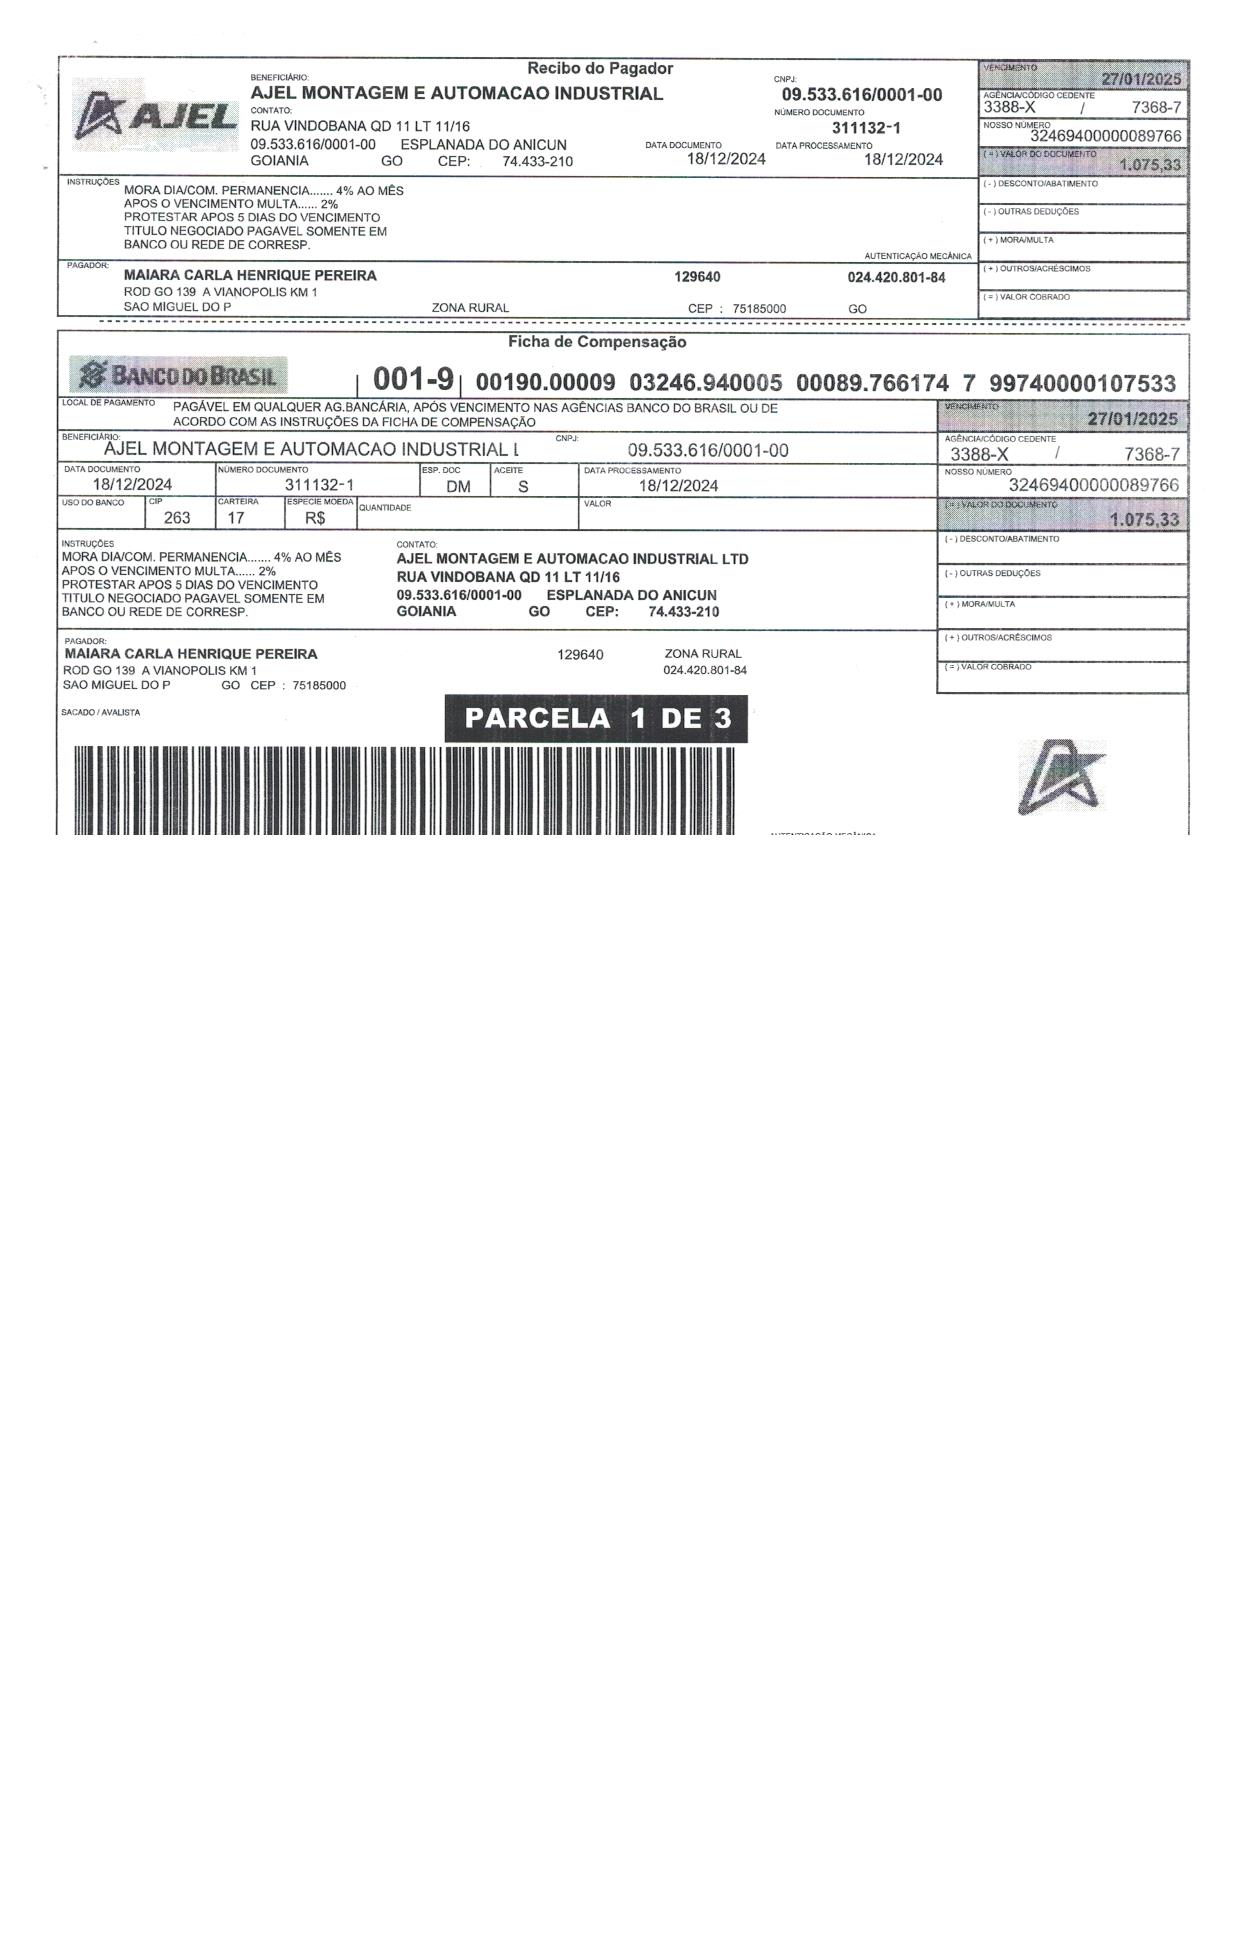 Recibo do Pagador
AJEL
BENEFICIÁRIO:
AJEL MONTAGEM E AUTOMACAO INDUSTRIAL
CNPJ:
09.533.616/0001-00
CONTATO:
RUA VINDOBANA QD 11 LT 11/16
NÚMERO DOCUMENTO
311132-1
09.533.616/0001-00 ESPLANADA DO ANICUN
DATA DOCUMENTO DATA PROCESSAMENTO
GOIANIA GO CEP: 74.433-210 18/12/2024 18/12/2024
VENCIMENTO
27/01/2025
AGÊNCIA/CÓDIGO CEDENTE
3388-X / 7368-7
NOSSO NÚMERO
32469400000089766
( = ) VALOR DO DOCUMENTO
1.075,33
INSTRUÇÕES
MORA DIA/COM. PERMANENCIA....... 4% AO MÊS
APOS O VENCIMENTO MULTA...... 2%
PROTESTAR APOS 5 DIAS DO VENCIMENTO
TITULO NEGOCIADO PAGAVEL SOMENTE EM
BANCO OU REDE DE CORRESP.
AUTENTICAÇÃO MECÂNICA
( - ) DESCONTO/ABATIMENTO
( - ) OUTRAS DEDUÇÕES
( + ) MORA/MULTA
( + ) OUTROS/ACRÉSCIMOS
( = ) VALOR COBRADO
PAGADOR:
MAIARA CARLA HENRIQUE PEREIRA 129640 024.420.801-84
ROD GO 139 A VIANOPOLIS KM 1
SAO MIGUEL DO P ZONA RURAL CEP : 75185000 GO
Ficha de Compensação
BANCO DO BRASIL | 001-9 | 00190.00009 03246.940005 00089.766174 7 99740000107533
LOCAL DE PAGAMENTO
PAGÁVEL EM QUALQUER AG.BANCÁRIA, APÓS VENCIMENTO NAS AGÊNCIAS BANCO DO BRASIL OU DE
ACORDO COM AS INSTRUÇÕES DA FICHA DE COMPENSAÇÃO
VENCIMENTO
27/01/2025
BENEFICIÁRIO:
AJEL MONTAGEM E AUTOMACAO INDUSTRIAL L
CNPJ:
09.533.616/0001-00
AGÊNCIA/CÓDIGO CEDENTE
3388-X / 7368-7
DATA DOCUMENTO NÚMERO DOCUMENTO ESP. DOC ACEITE DATA PROCESSAMENTO
18/12/2024 311132-1 DM S 18/12/2024
NOSSO NÚMERO
32469400000089766
USO DO BANCO CIP CARTEIRA ESPECIE MOEDA QUANTIDADE VALOR
263 17 R$
( = ) VALOR DO DOCUMENTO
1.075,33
INSTRUÇÕES
MORA DIA/COM. PERMANENCIA....... 4% AO MÊS
APOS O VENCIMENTO MULTA...... 2%
PROTESTAR APOS 5 DIAS DO VENCIMENTO
TITULO NEGOCIADO PAGAVEL SOMENTE EM
BANCO OU REDE DE CORRESP.
CONTATO:
AJEL MONTAGEM E AUTOMACAO INDUSTRIAL LTD
RUA VINDOBANA QD 11 LT 11/16
09.533.616/0001-00 ESPLANADA DO ANICUN
GOIANIA GO CEP: 74.433-210
( - ) DESCONTO/ABATIMENTO
( - ) OUTRAS DEDUÇÕES
( + ) MORA/MULTA
( + ) OUTROS/ACRÉSCIMOS
( = ) VALOR COBRADO
PAGADOR:
MAIARA CARLA HENRIQUE PEREIRA 129640 ZONA RURAL
ROD GO 139 A VIANOPOLIS KM 1 024.420.801-84
SAO MIGUEL DO P GO CEP : 75185000
SACADO / AVALISTA
PARCELA 1 DE 3
AUTENTICAÇÃO MECÂNICA